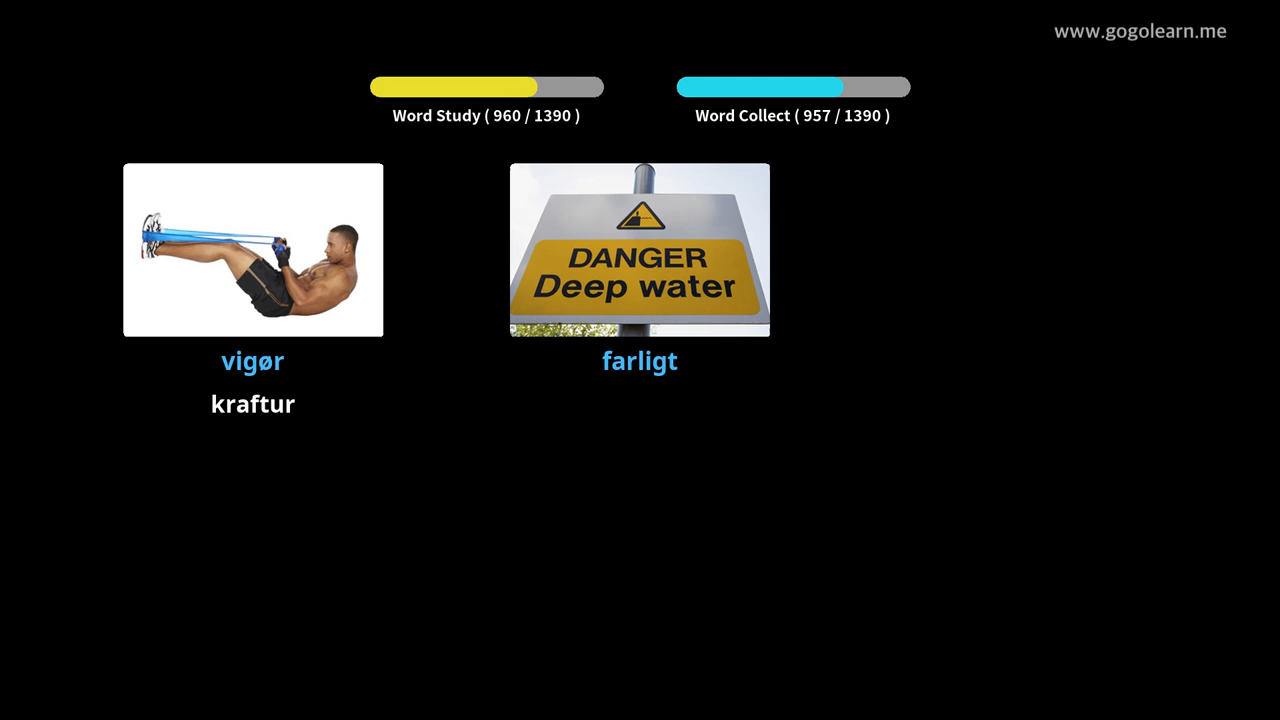 www.gogolearn.me
Word Study ( 960 / 1390 )
Word Collect ( 957 / 1390 )
DANGER
Deep water
vigør
farligt
kraftur